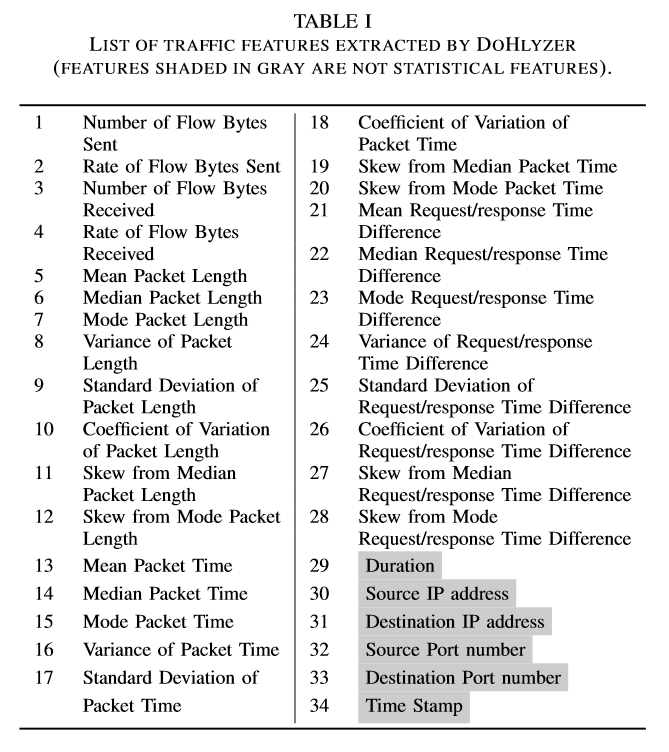 TABLE I
LIST OF TRAFFIC FEATURES EXTRACTED BY DOHLYZER
(FEATURES SHADED IN GRAY ARE NOT STATISTICAL FEATURES).
1 Number of Flow Bytes
Sent
2 Rate of Flow Bytes Sent
3 Number of Flow Bytes
Received
4 Rate of Flow Bytes
Received
5 Mean Packet Length
6 Median Packet Length
7 Mode Packet Length
8 Variance of Packet
Length
9 Standard Deviation of
Packet Length
10 Coefficient of Variation
of Packet Length
11 Skew from Median
Packet Length
12 Skew from Mode Packet
Length
13 Mean Packet Time
14 Median Packet Time
15 Mode Packet Time
16 Variance of Packet Time
17 Standard Deviation of
Packet Time
18 Coefficient of Variation of
Packet Time
19 Skew from Median Packet Time
20 Skew from Mode Packet Time
21 Mean Request/response Time
Difference
22 Median Request/response Time
Difference
23 Mode Request/response Time
Difference
24 Variance of Request/response
Time Difference
25 Standard Deviation of
Request/response Time Difference
26 Coefficient of Variation of
Request/response Time Difference
27 Skew from Median
Request/response Time Difference
28 Skew from Mode
Request/response Time Difference
29 Duration
30 Source IP address
31 Destination IP address
32 Source Port number
33 Destination Port number
34 Time Stamp